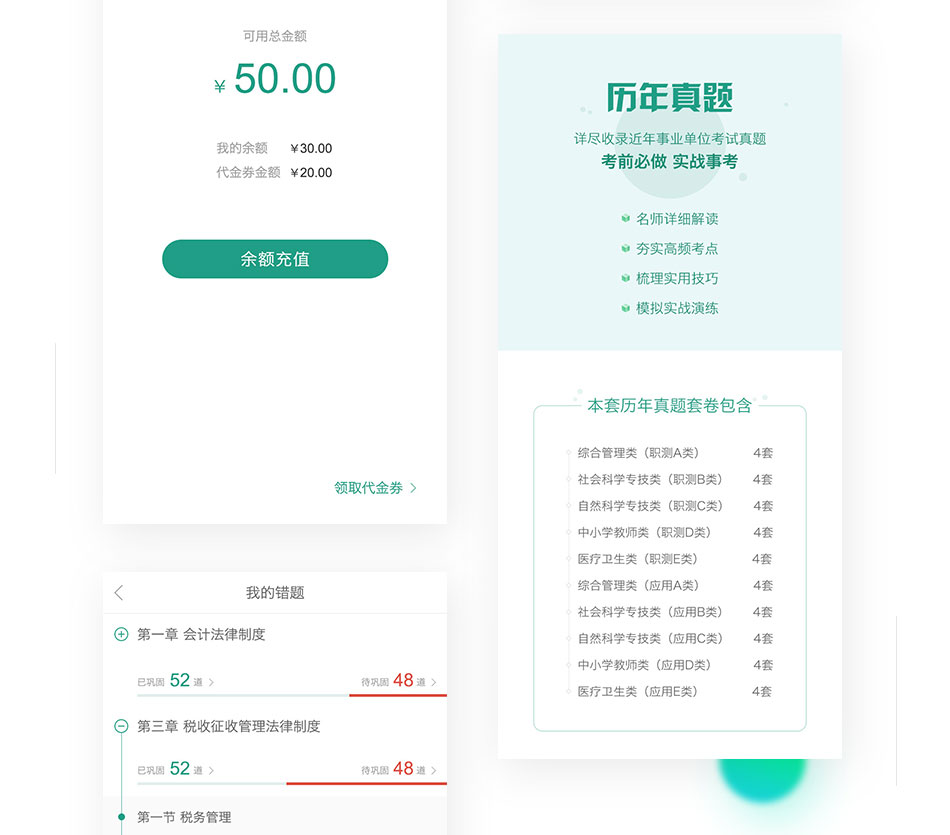 可用总金额
¥ 50.00
我的余额 ¥30.00
代金券金额 ¥20.00
余额充值
领取代金券
我的错题
第一章 会计法律制度
已巩固 52 道
待巩固 48 道
第三章 税收征收管理法律制度
已巩固 52 道
待巩固 48 道
第一节 税务管理
历年真题
详尽收录近年事业单位考试真题
考前必做 实战事考
名师详细解读
夯实高频考点
梳理实用技巧
模拟实战演练
本套历年真题套卷包含
综合管理类（职测A类） 4套
社会科学专技类（职测B类） 4套
自然科学专技类（职测C类） 4套
中小学教师类（职测D类） 4套
医疗卫生类（职测E类） 4套
综合管理类（应用A类） 4套
社会科学专技类（应用B类） 4套
自然科学专技类（应用C类） 4套
中小学教师类（应用D类） 4套
医疗卫生类（应用E类） 4套